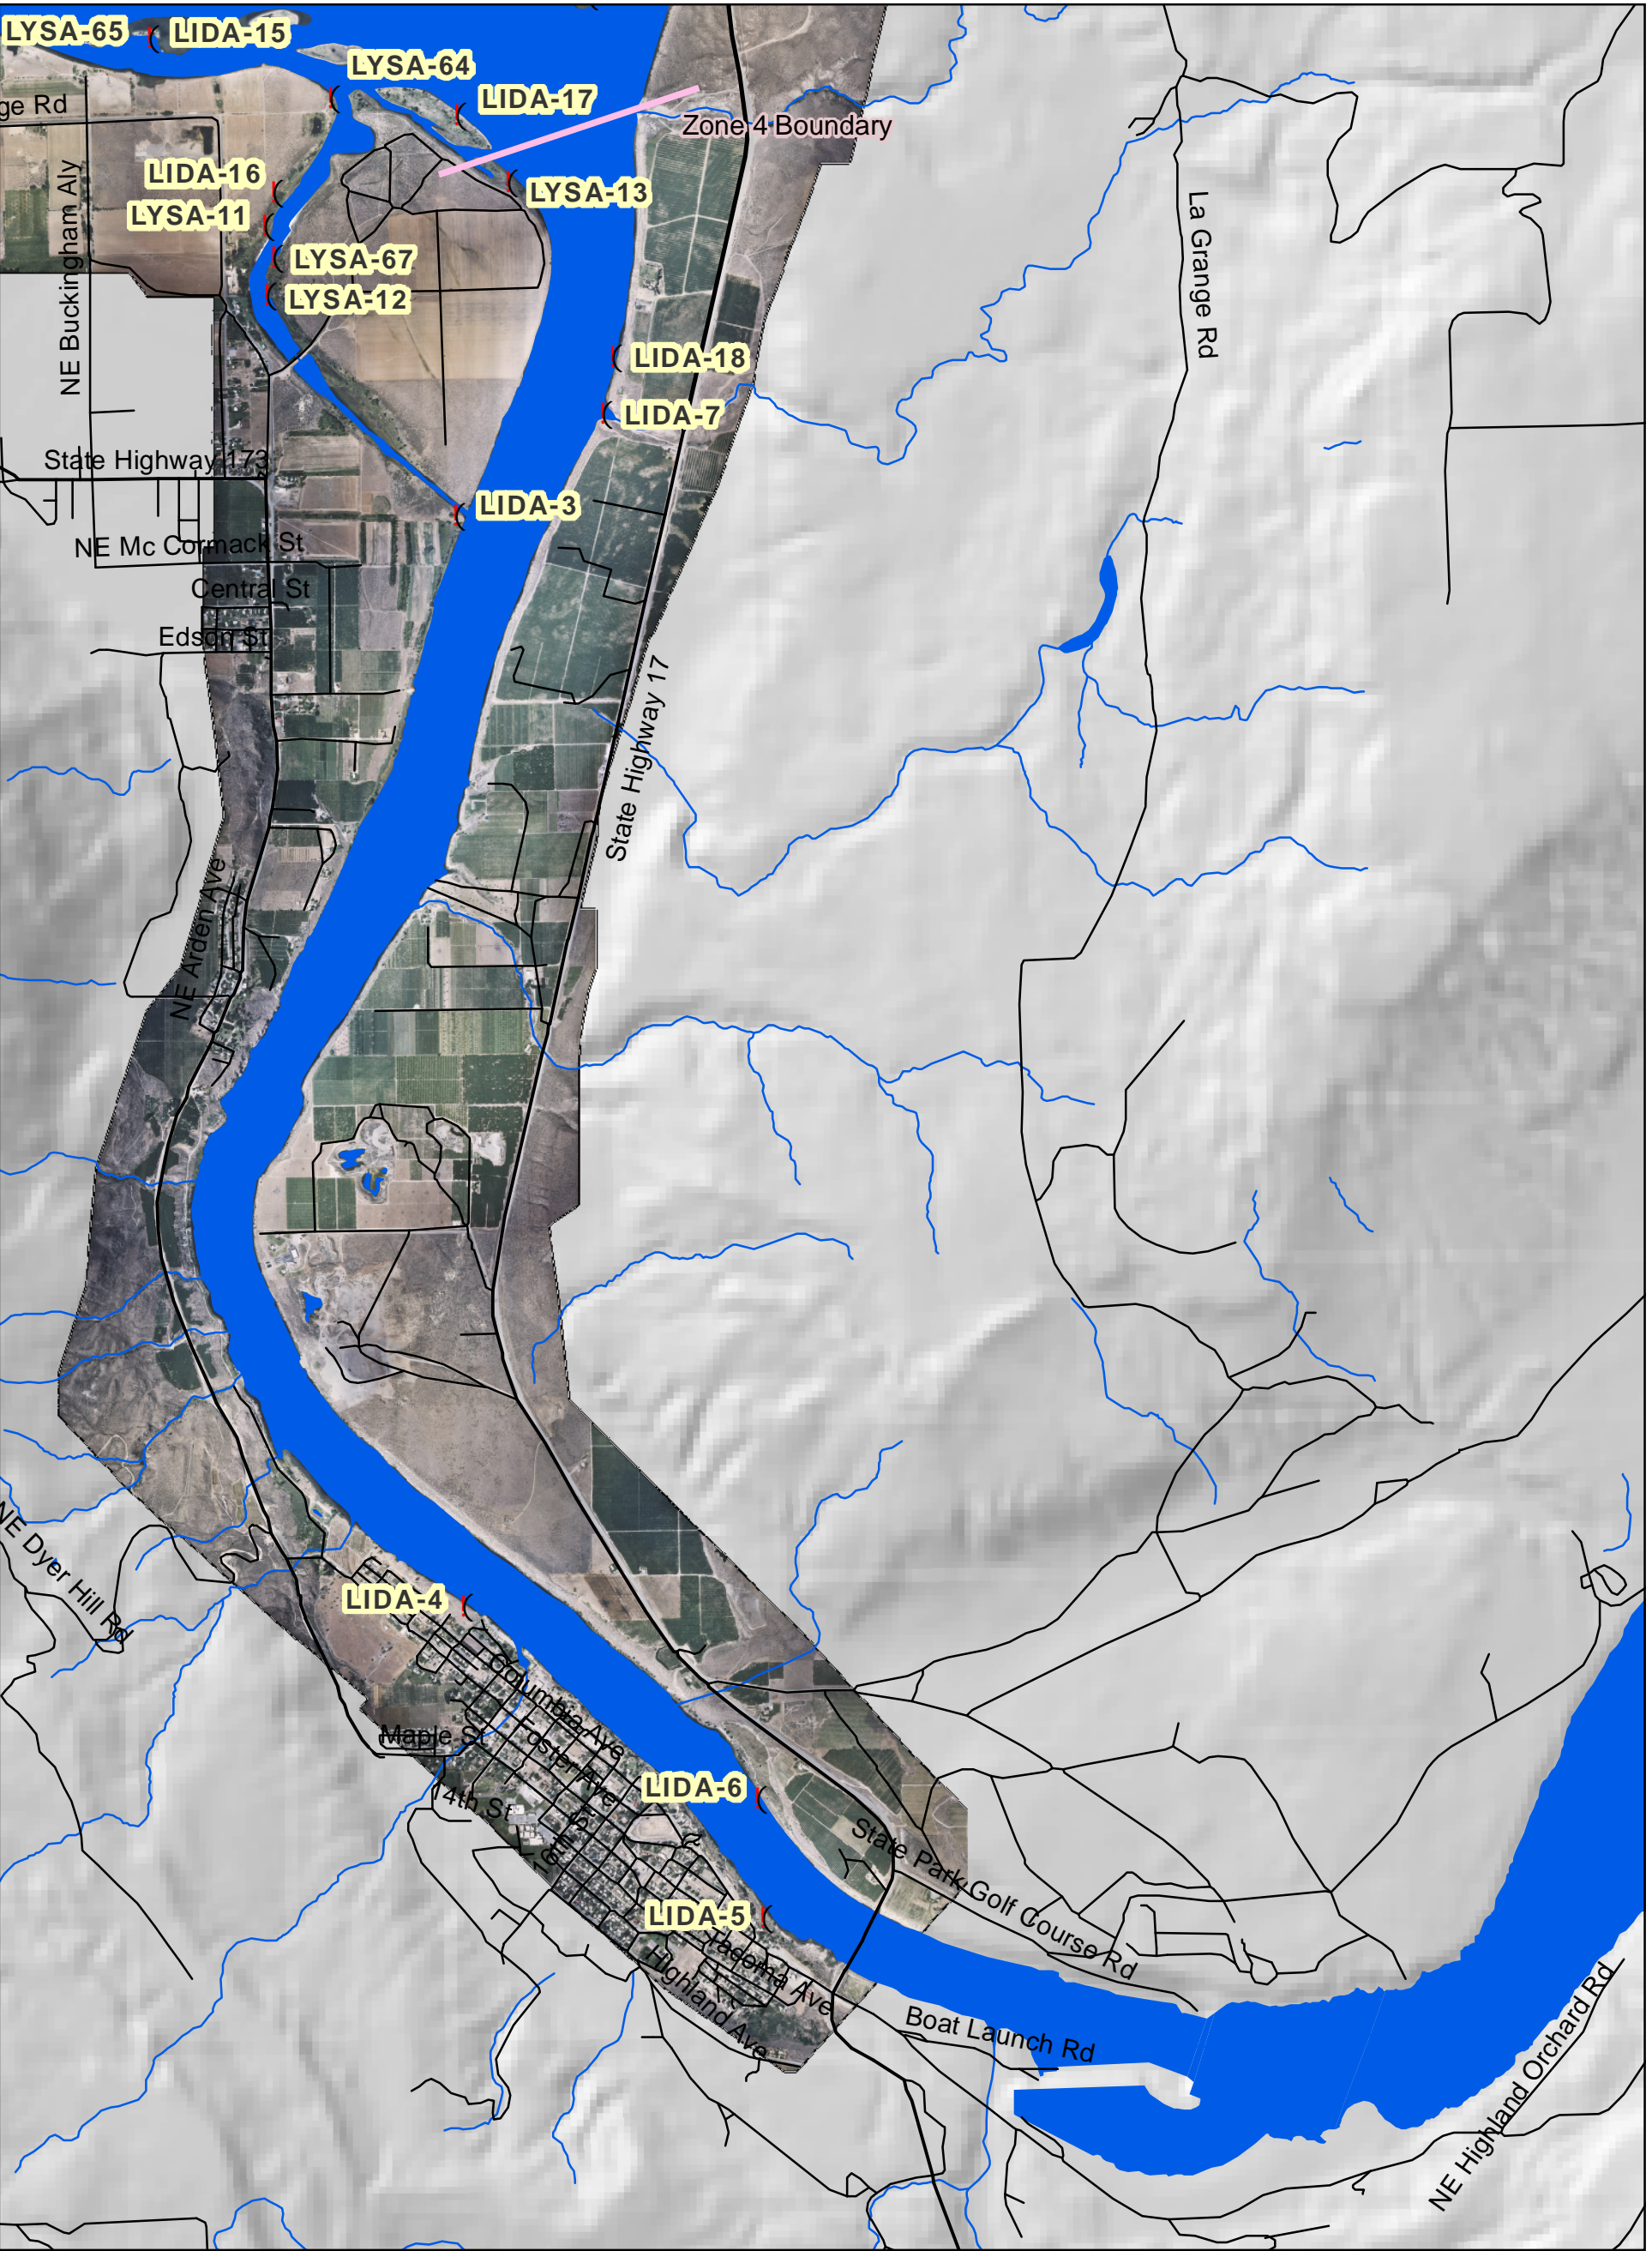 LYSA-65
LIDA-15
LYSA-64
LIDA-17
ge Rd
Zone 4 Boundary
LIDA-16
LYSA-13
LYSA-11
NE Buckingham Aly
La Grange Rd
LYSA-67
LYSA-12
LIDA-18
LIDA-7
State Highway 173
LIDA-3
NE Mc Cormack St
Central St
Edson St
State Highway 17
NE Arden Ave
NE Dyer Hill Rd
LIDA-4
Columbia Ave
Maple St
Foster Ave
LIDA-6
14th St
State Park Golf Course Rd
LIDA-5
Tacoma Ave
Highland Ave
Boat Launch Rd
NE Highland Orchard Rd